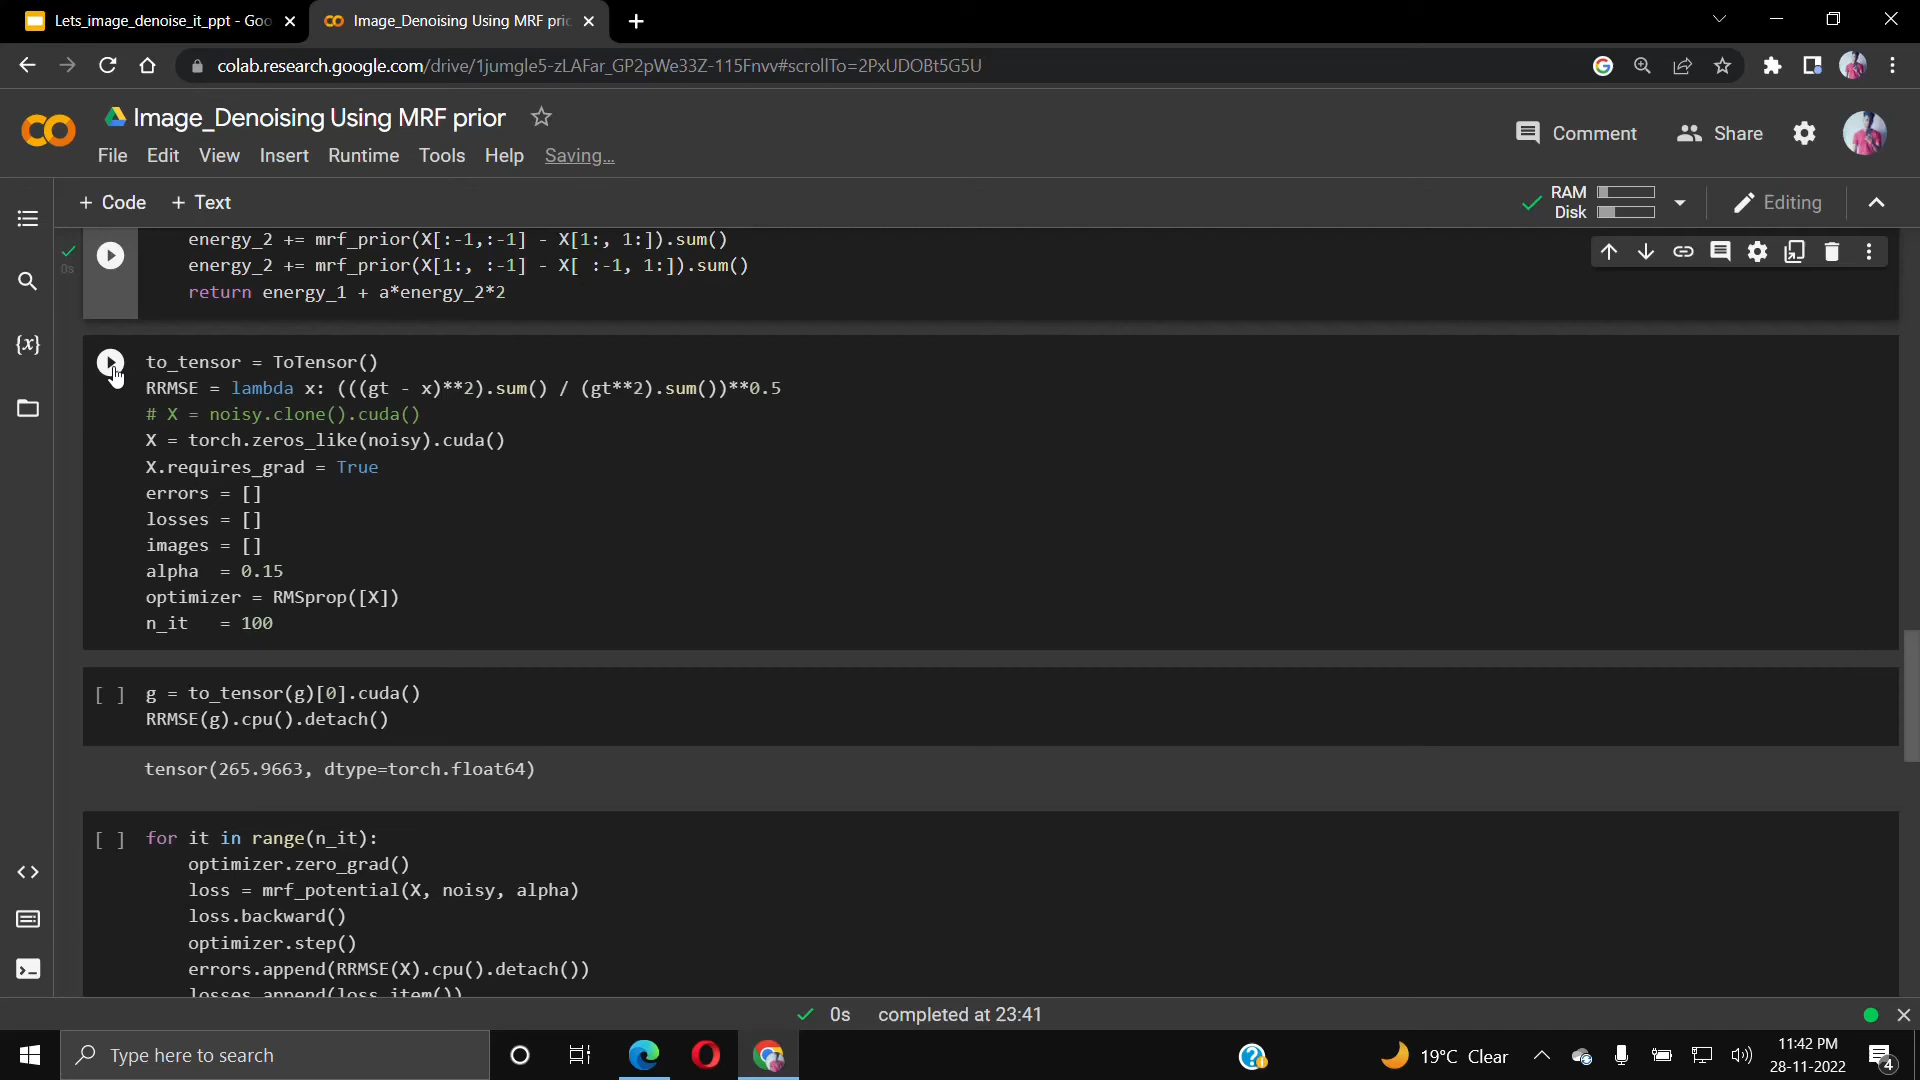 Lets_image_denoise_it_ppt - Goo
Image_Denoising Using MRF pric
colab.research.google.com/drive/1jumgle5-zLAFar_GP2pWe33Z-115Fnvv#scrollTo=2PxUDOBt5G5U
Image_Denoising Using MRF prior
Comment
Share
File Edit View Insert Runtime Tools Help Saving…
+ Code + Text
RAM
Disk
Editing
energy_2 += mrf_prior(X[:-1,:-1] - X[1:, 1:]).sum()
0s
energy_2 += mrf_prior(X[1:, :-1] - X[ :-1, 1:]).sum()
return energy_1 + a*energy_2*2
{x}
to_tensor = ToTensor()
RRMSE = lambda x: (((gt - x)**2).sum() / (gt**2).sum())**0.5
# X = noisy.clone().cuda()
X = torch.zeros_like(noisy).cuda()
X.requires_grad = True
errors = []
losses = []
images = []
alpha  = 0.15
optimizer = RMSprop([X])
n_it   = 100
[ ] g = to_tensor(g)[0].cuda()
RRMSE(g).cpu().detach()
tensor(265.9663, dtype=torch.float64)
[ ] for it in range(n_it):
optimizer.zero_grad()
loss = mrf_potential(X, noisy, alpha)
loss.backward()
optimizer.step()
errors.append(RRMSE(X).cpu().detach())
losses.append(loss.item())
0s completed at 23:41
Type here to search
19°C Clear
11:42 PM
28-11-2022
4